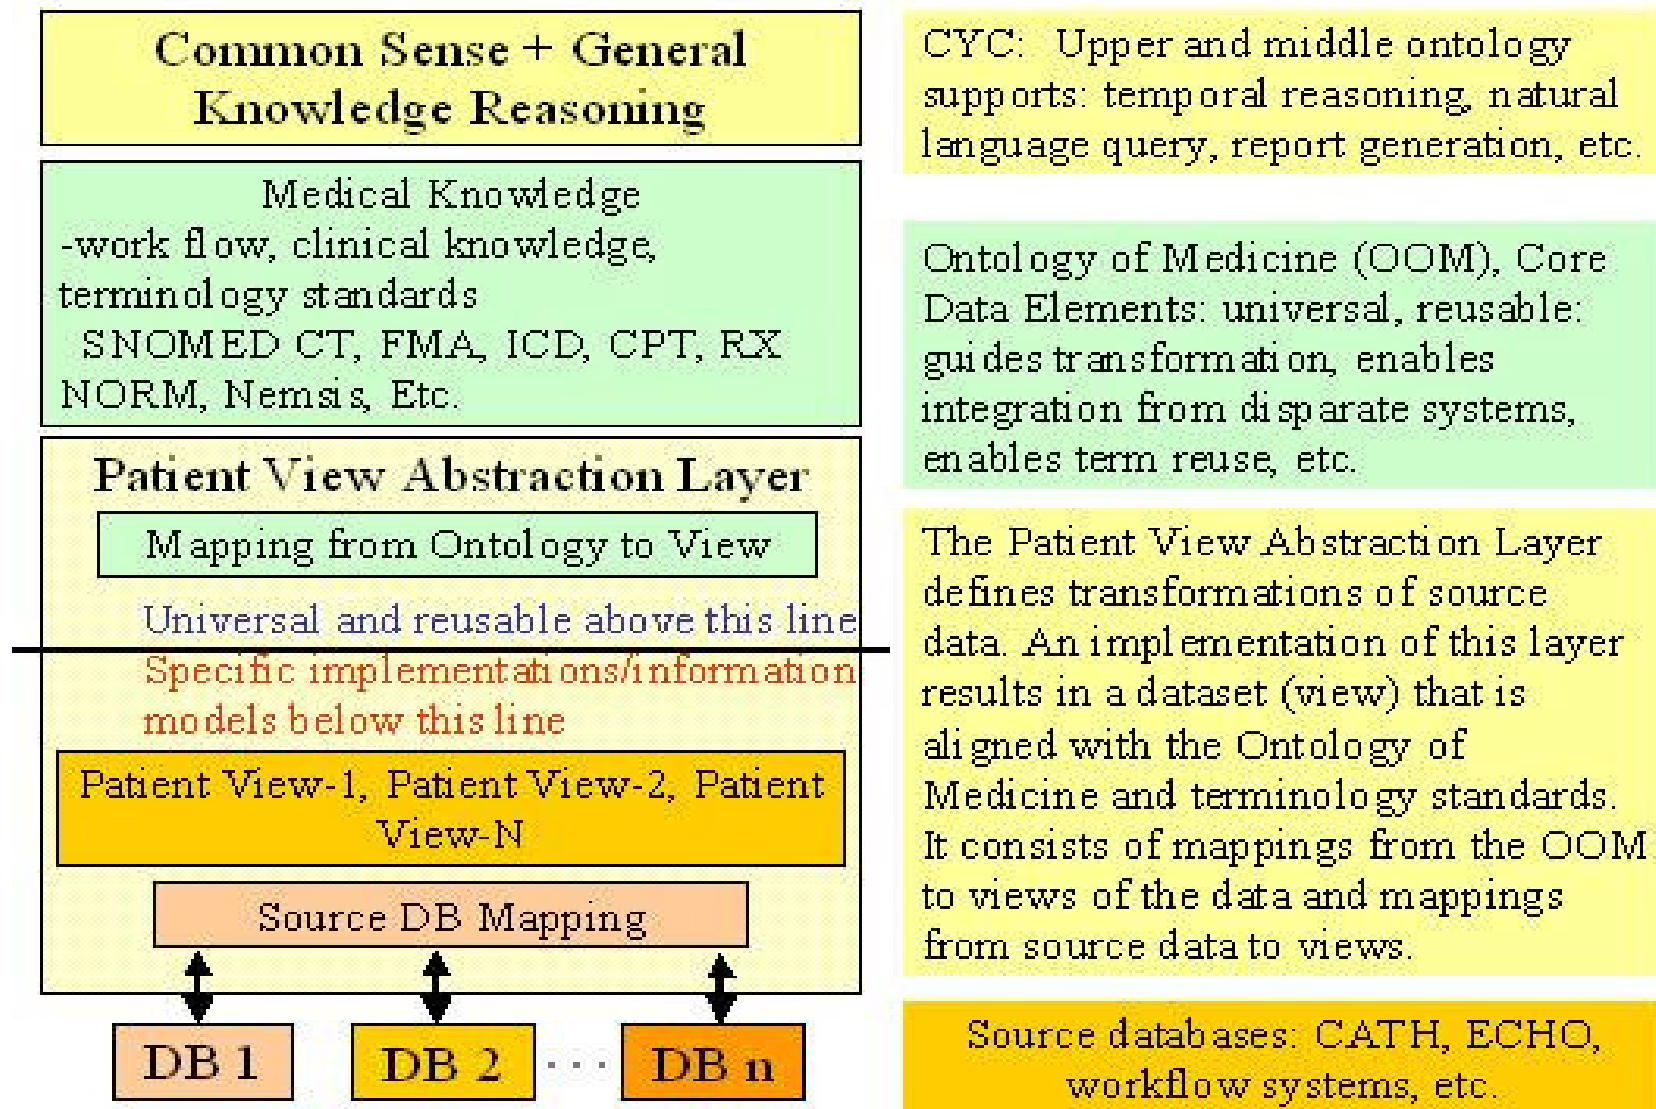 Common Sense + General
Knowledge Reasoning
Medical Knowledge
-work flow, clinical knowledge,
terminology standards
SNOMED CT, FMA, ICD, CPT, RX
NORM, Nemsis, Etc.
Patient View Abstraction Layer
Mapping from Ontology to View
Universal and reusable above this line
Specific implementations/information
models below this line
Patient View-1, Patient View-2, Patient
View-N
Source DB Mapping
DB 1
DB 2
...
DB n
CYC: Upper and middle ontology
supports: temporal reasoning, natural
language query, report generation, etc.
Ontology of Medicine (OOM), Core
Data Elements: universal, reusable:
guides transformation, enables
integration from disparate systems,
enables term reuse, etc.
The Patient View Abstraction Layer
defines transformations of source
data. An implementation of this layer
results in a dataset (view) that is
aligned with the Ontology of
Medicine and terminology standards.
It consists of mappings from the OOM
to views of the data and mappings
from source data to views.
Source databases: CATH, ECHO,
workflow systems, etc.